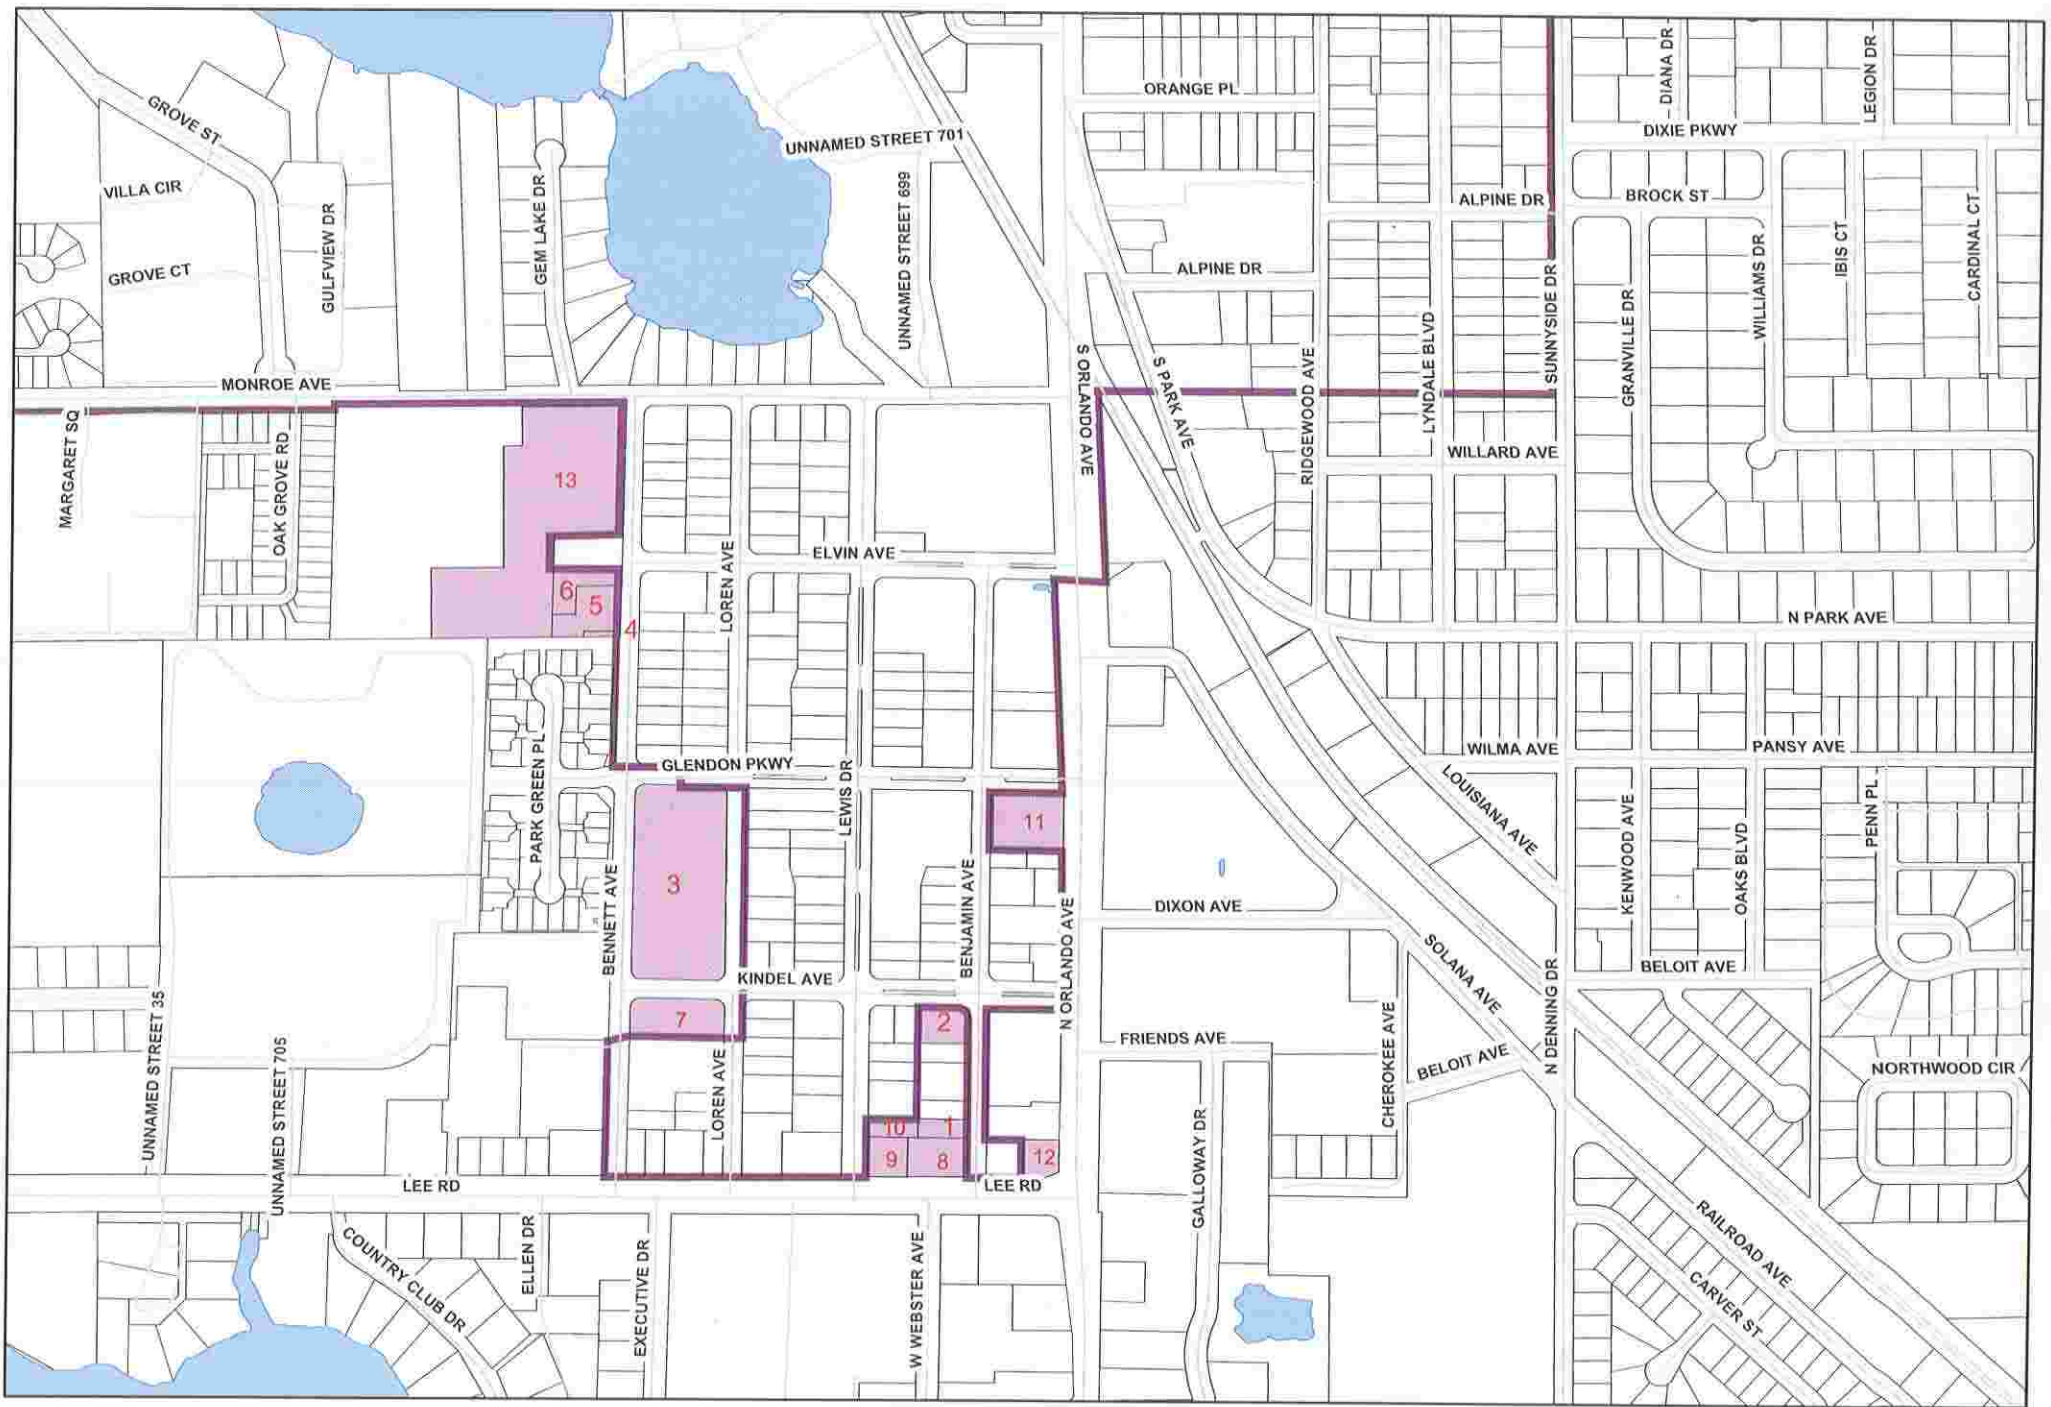 ORANGE PL
DIANA DR
LEGION DR
GROVE ST
DIXIE PKWY
UNNAMED STREET 701
VILLA CIR
ALPINE DR
BROCK ST
GULFVIEW DR
GEM LAKE DR
UNNAMED STREET 699
GROVE CT
ALPINE DR
SUNNYSIDE DR
GRANVILLE DR
WILLIAMS DR
IBIS CT
CARDINAL CT
MONROE AVE
S ORLANDO AVE
S PARK AVE
RIDGEWOOD AVE
LYNDALE BLVD
MARGARET SQ
OAK GROVE RD
13
WILLARD AVE
LOREN AVE
ELVIN AVE
6
5
4
N PARK AVE
PARK GREEN PL
GLENDON PKWY
LEWIS DR
WILMA AVE
PANSY AVE
LOUISIANA AVE
KENWOOD AVE
OAKS BLVD
PENN PL
11
3
BENNETT AVE
BENJAMIN AVE
N ORLANDO AVE
DIXON AVE
SOLANA AVE
KINDEL AVE
BELOIT AVE
UNNAMED STREET 35
UNNAMED STREET 705
7
2
LOREN AVE
FRIENDS AVE
CHEROKEE AVE
BELOIT AVE
N DENNING DR
NORTHWOOD CIR
10
1
9
8
12
GALLOWAY DR
LEE RD
LEE RD
COUNTRY CLUB DR
ELLEN DR
EXECUTIVE DR
W WEBSTER AVE
RAILROAD AVE
CARVER ST